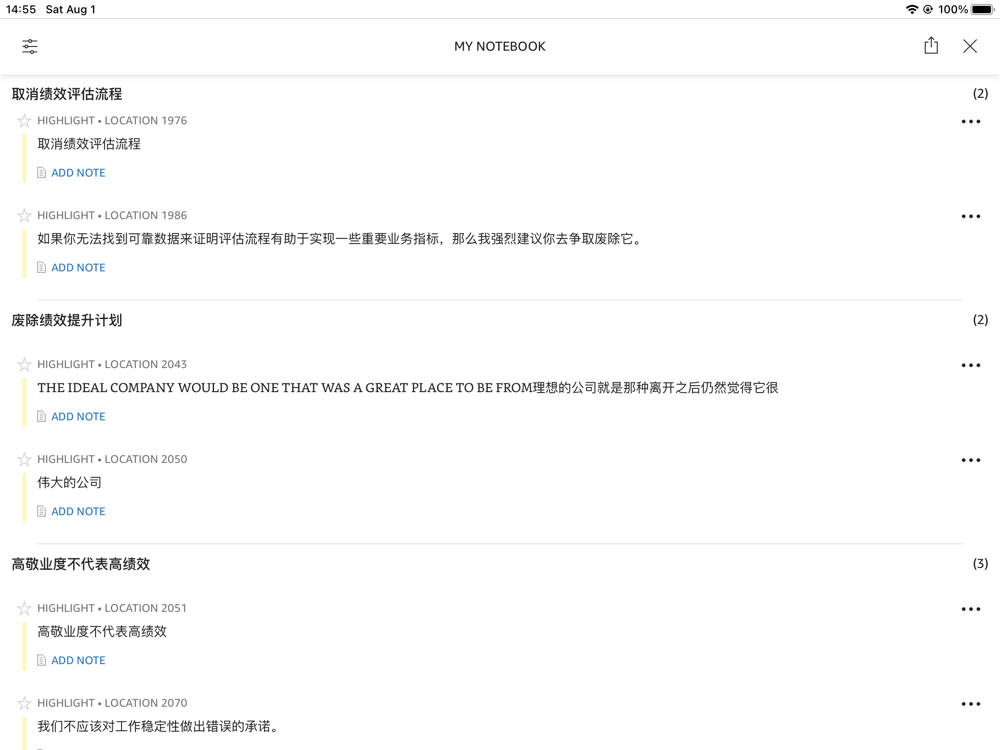 14:55 Sat Aug 1 100%
MY NOTEBOOK
取消绩效评估流程 (2)
HIGHLIGHT • LOCATION 1976
取消绩效评估流程
ADD NOTE
HIGHLIGHT • LOCATION 1986
如果你无法找到可靠数据来证明评估流程有助于实现一些重要业务指标，那么我强烈建议你去争取废除它。
ADD NOTE
废除绩效提升计划 (2)
HIGHLIGHT • LOCATION 2043
THE IDEAL COMPANY WOULD BE ONE THAT WAS A GREAT PLACE TO BE FROM理想的公司就是那种离开之后仍然觉得它很
ADD NOTE
HIGHLIGHT • LOCATION 2050
伟大的公司
ADD NOTE
高敬业度不代表高绩效 (3)
HIGHLIGHT • LOCATION 2051
高敬业度不代表高绩效
ADD NOTE
HIGHLIGHT • LOCATION 2070
我们不应该对工作稳定性做出错误的承诺。